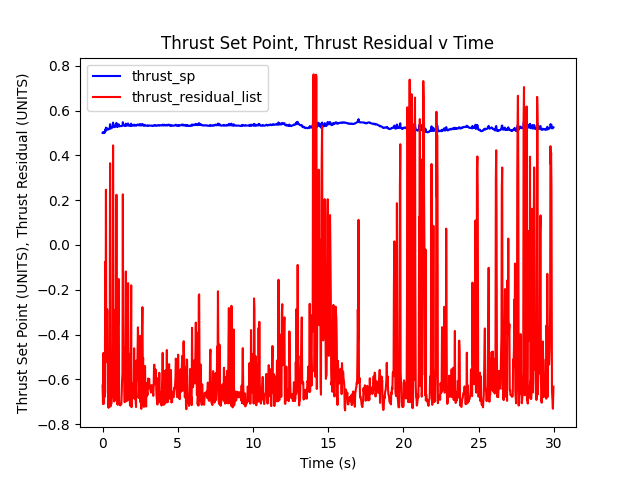 Thrust Set Point, Thrust Residual v Time
thrust_sp
thrust_residual_list
Thrust Set Point (UNITS), Thrust Residual (UNITS)
0.8
0.6
0.4
0.2
0.0
−0.2
−0.4
−0.6
−0.8
0 5 10 15 20 25 30
Time (s)